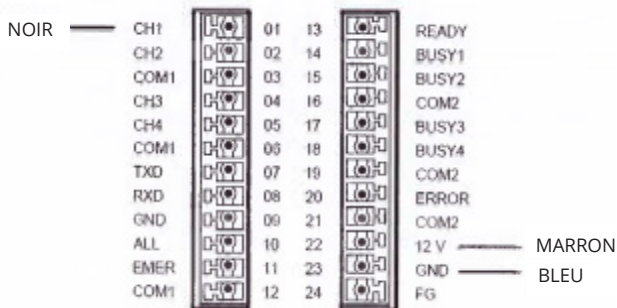 NOIR CH1 01 13 READY
CH2 02 14 BUSY1
COM1 03 15 BUSY2
CH3 04 16 COM2
CH4 05 17 BUSY3
COM1 06 18 BUSY4
TXD 07 19 COM2
RXD 08 20 ERROR
GND 09 21 COM2
ALL 10 22 12 V MARRON
EMER 11 23 GND BLEU
COM1 12 24 FG